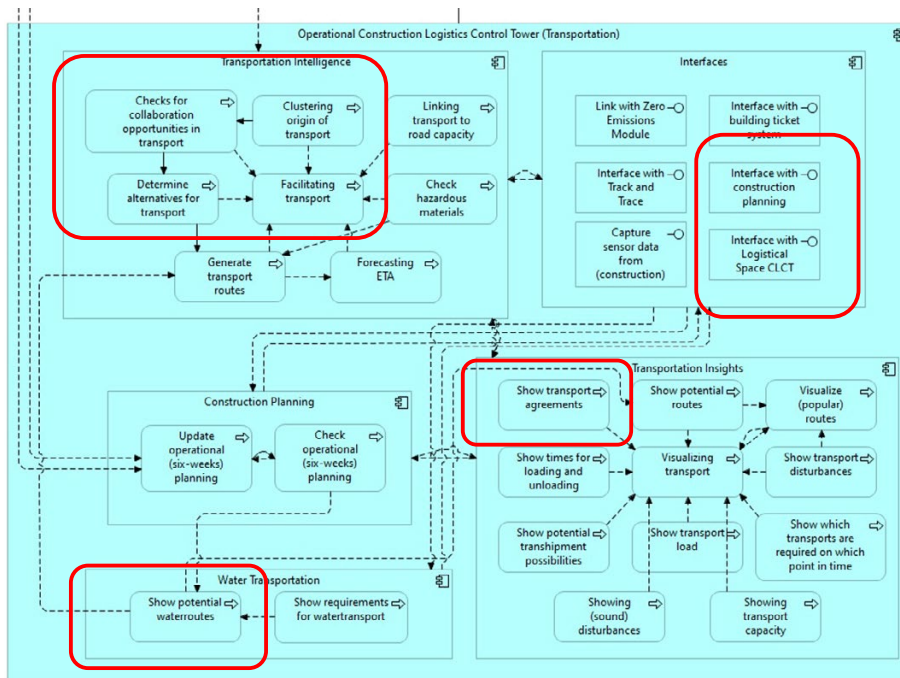 Operational Construction Logistics Control Tower (Transportation)
Transportation Intelligence
Checks for
collaboration
opportunities in
transport
Clustering
origin of
transport
Linking
transport to
road capacity
Determine
alternatives for
transport
Facilitating
transport
Check
hazardous
materials
Generate
transport
routes
Forecasting
ETA
Interfaces
Link with Zero
Emissions
Module
Interface with
building ticket
system
Interface with
Track and
Trace
Interface with
construction
planning
Capture
sensor data
from
(construction)
Interface with
Logistical
Space CLCT
Construction Planning
Update
operational
(six-weeks)
planning
Check
operational
(six-weeks)
planning
Transportation Insights
Show transport
agreements
Show potential
routes
Visualize
(popular)
routes
Show times for
loading and
unloading
Visualizing
transport
Show transport
disturbances
Show potential
transhipment
possibilities
Show transport
load
Show which
transports are
required on which
point in time
Showing
(sound)
disturbances
Showing
transport
capacity
Water Transportation
Show potential
waterroutes
Show requirements
for watertransport